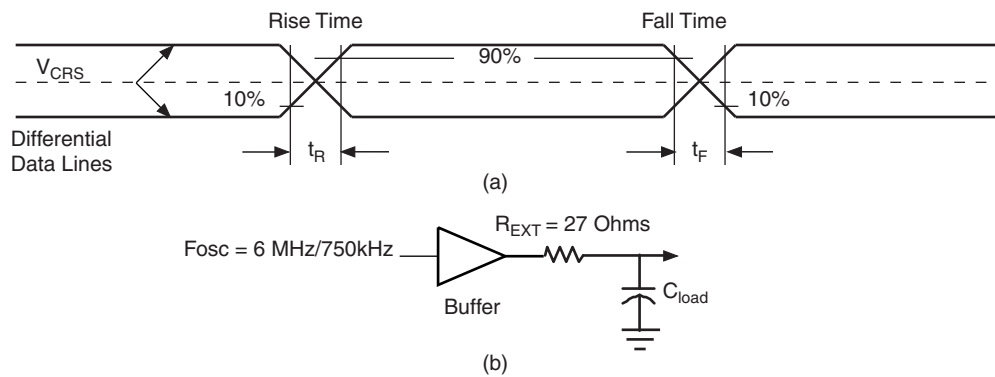 Rise Time Fall Time
V_CRS
90%
10% 10%
Differential
Data Lines
t_R t_F
(a)
R_EXT = 27 Ohms
Fosc = 6 MHz/750kHz
C_load
Buffer
(b)